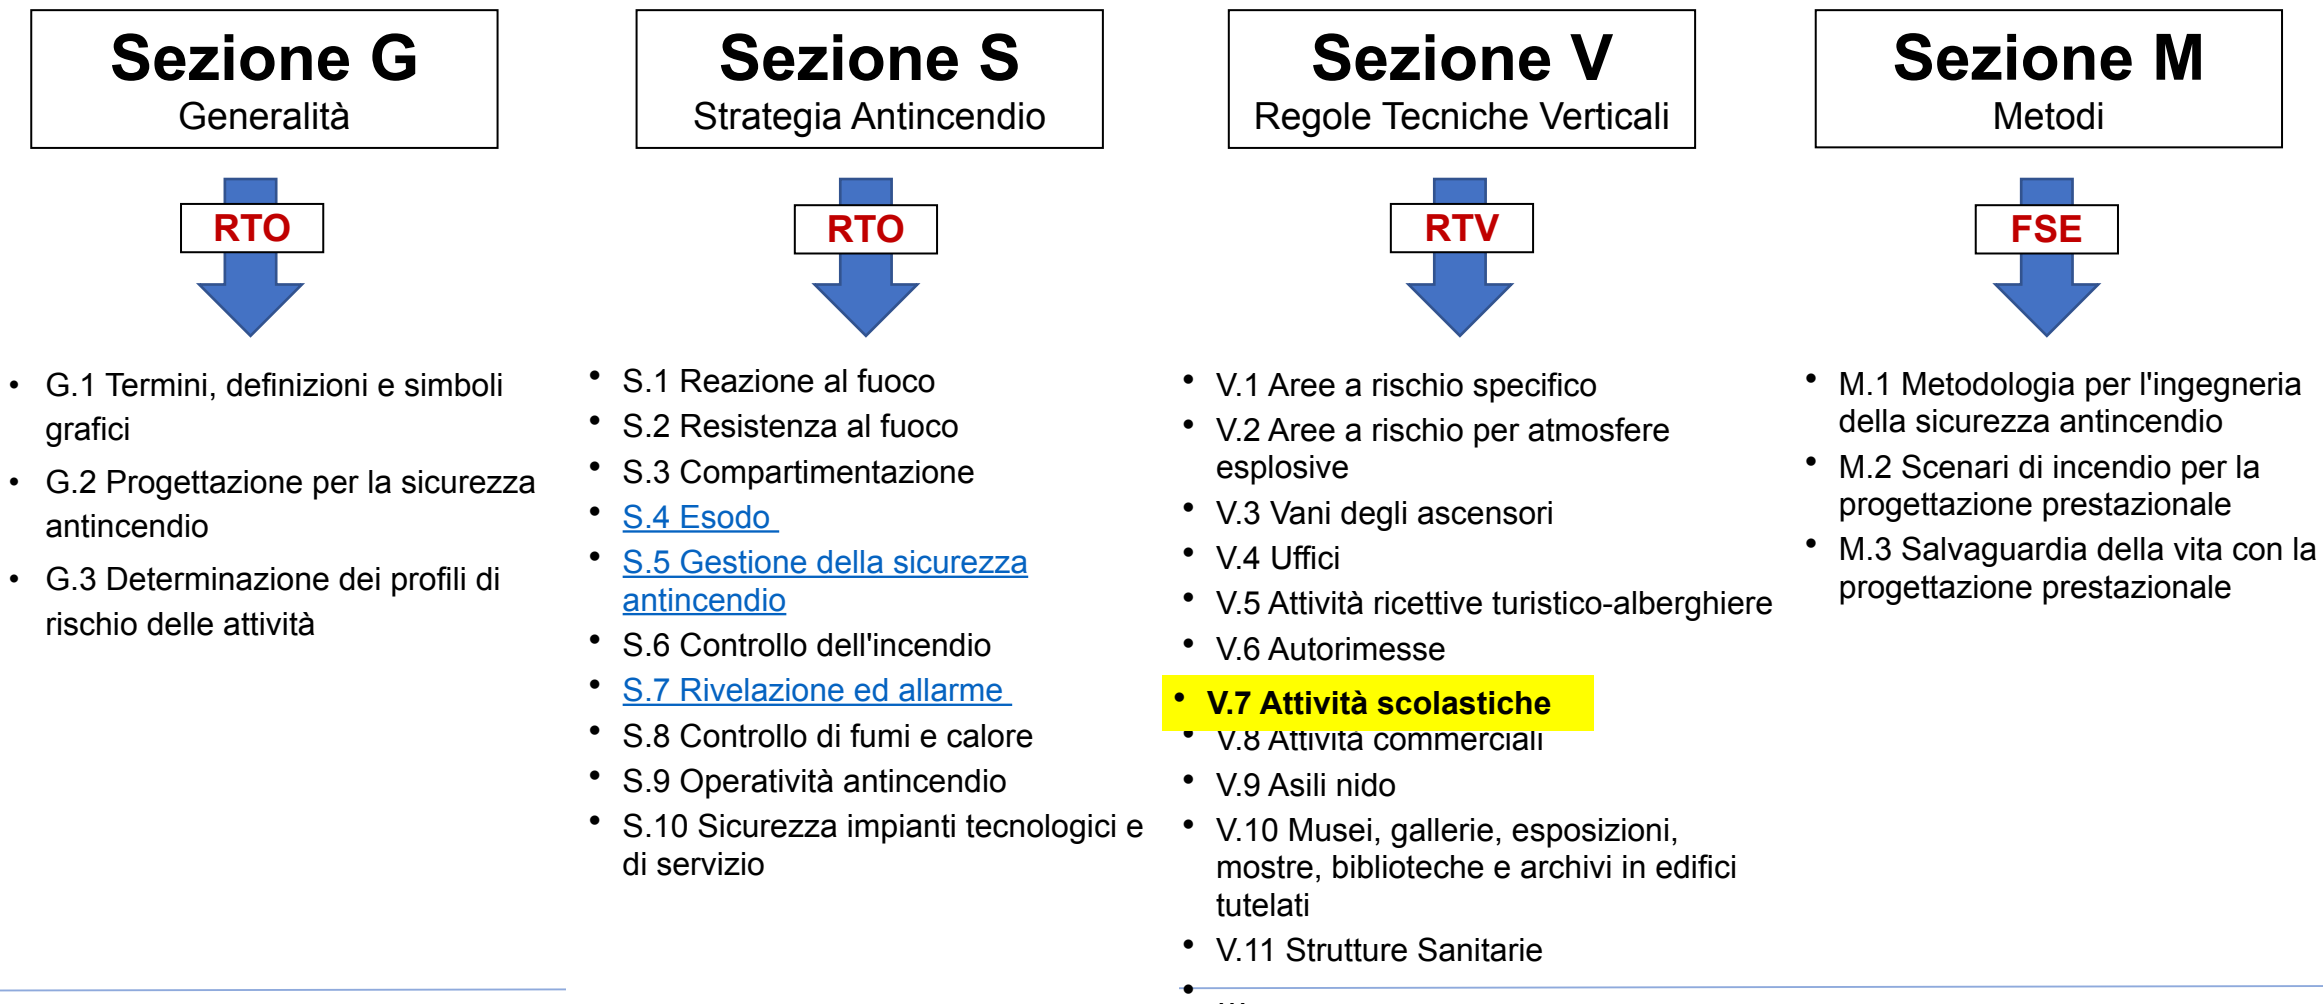 Sezione G
Generalità
RTO
• G.1 Termini, definizioni e simboli
grafici
• G.2 Progettazione per la sicurezza
antincendio
• G.3 Determinazione dei profili di
rischio delle attività
Sezione S
Strategia Antincendio
RTO
• S.1 Reazione al fuoco
• S.2 Resistenza al fuoco
• S.3 Compartimentazione
• S.4 Esodo
• S.5 Gestione della sicurezza
antincendio
• S.6 Controllo dell'incendio
• S.7 Rivelazione ed allarme
• S.8 Controllo di fumi e calore
• S.9 Operatività antincendio
• S.10 Sicurezza impianti tecnologici e
di servizio
Sezione V
Regole Tecniche Verticali
RTV
• V.1 Aree a rischio specifico
• V.2 Aree a rischio per atmosfere
esplosive
• V.3 Vani degli ascensori
• V.4 Uffici
• V.5 Attività ricettive turistico-alberghiere
• V.6 Autorimesse
• V.7 Attività scolastiche
• V.8 Attività commerciali
• V.9 Asili nido
• V.10 Musei, gallerie, esposizioni,
mostre, biblioteche e archivi in edifici
tutelati
• V.11 Strutture Sanitarie
• ...
Sezione M
Metodi
FSE
• M.1 Metodologia per l'ingegneria
della sicurezza antincendio
• M.2 Scenari di incendio per la
progettazione prestazionale
• M.3 Salvaguardia della vita con la
progettazione prestazionale